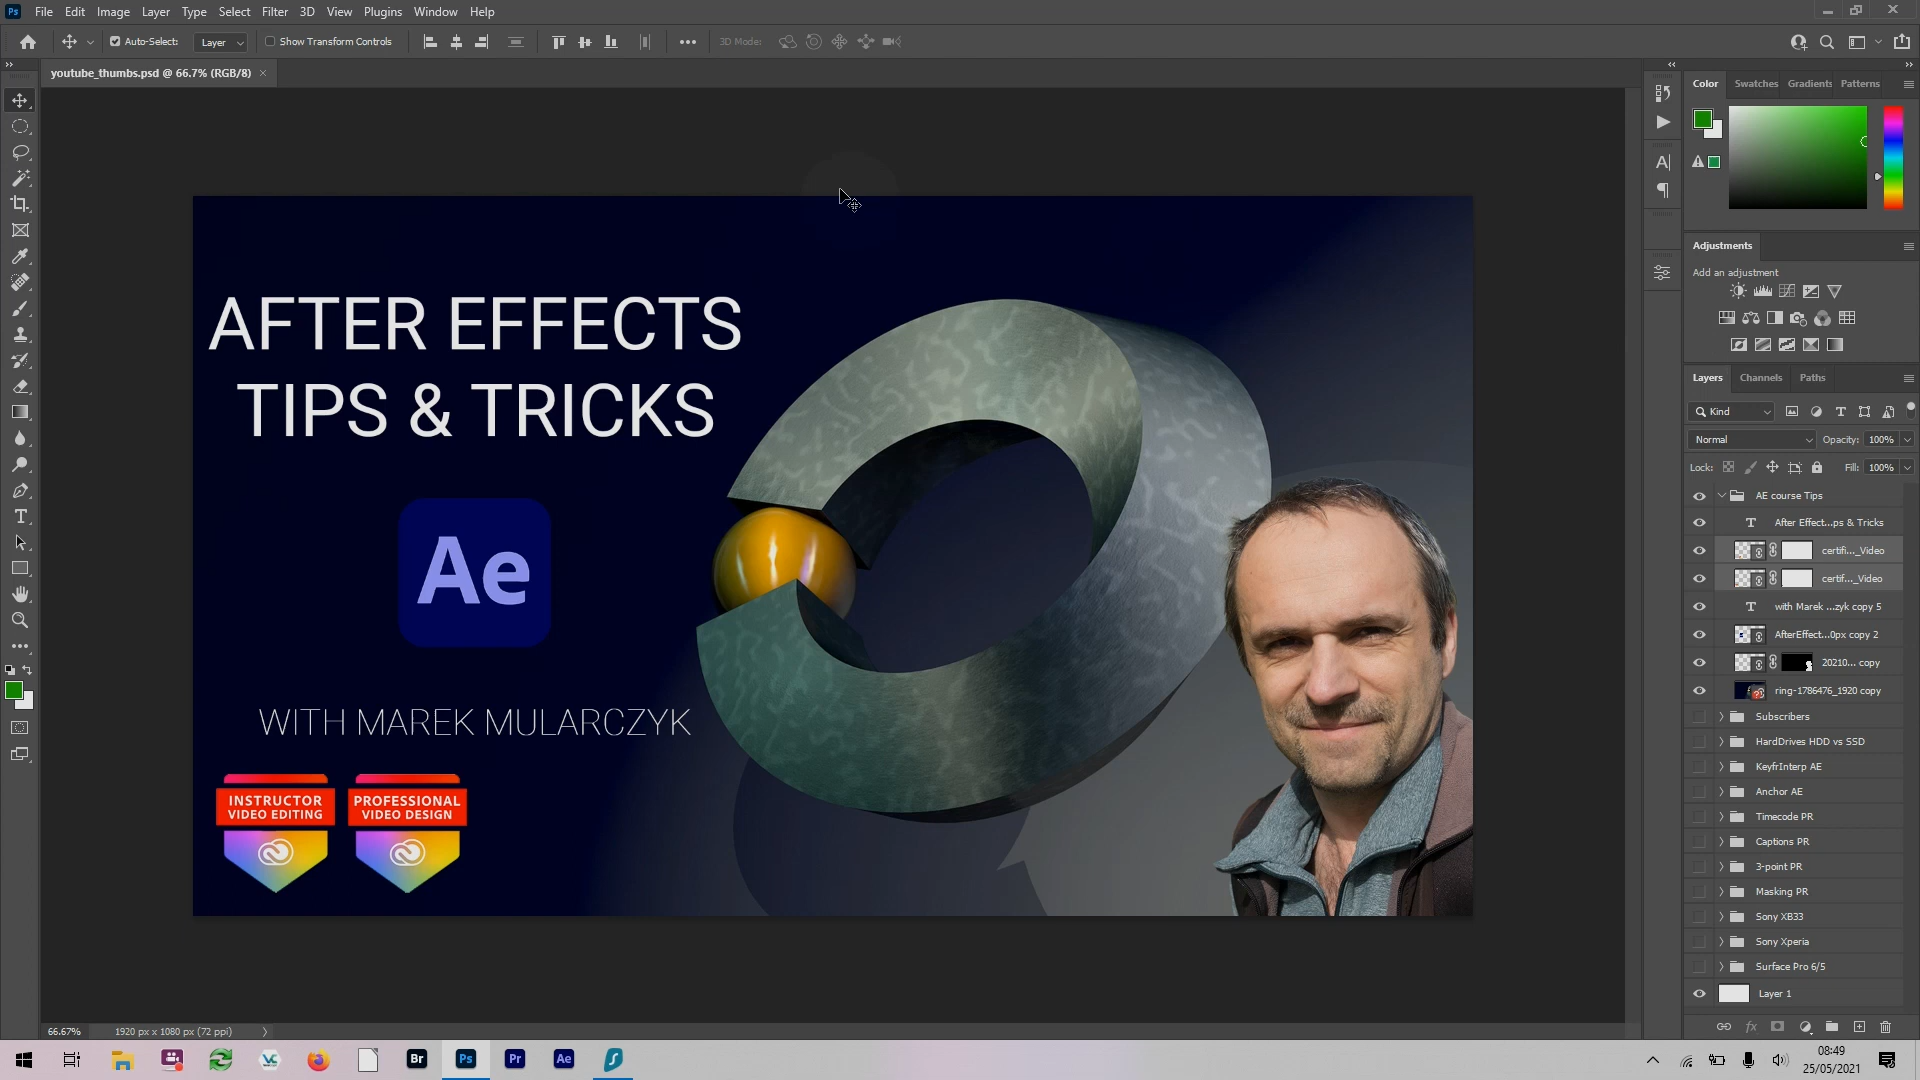 Ps File Edit Image Layer Type Select Filter 3D View Plugins Window Help
Auto-Select: Layer Show Transform Controls 3D Mode:
youtube_thumbs.psd @ 66.7% (RGB/8) ×
AFTER EFFECTS
TIPS & TRICKS
Ae
WITH MAREK MULARCZYK
INSTRUCTOR
VIDEO EDITING
PROFESSIONAL
VIDEO DESIGN
66.67% 1920 px x 1080 px (72 ppi)
Color Swatches Gradients Patterns
Adjustments
Add an adjustment
Layers Channels Paths
Kind
Normal Opacity: 100%
Lock: Fill: 100%
AE course Tips
After Effect...ps & Tricks
certifi..._Video
certif..._Video
with Marek ...zyk copy 5
AfterEffect...0px copy 2
20210... copy
ring-1786476_1920 copy
Subscribers
HardDrives HDD vs SSD
KeyfrInterp AE
Anchor AE
Timecode PR
Captions PR
3-point PR
Masking PR
Sony XB33
Sony Xperia
Surface Pro 6/5
Layer 1
fx
Br Ps Pr Ae
08:49
25/05/2021